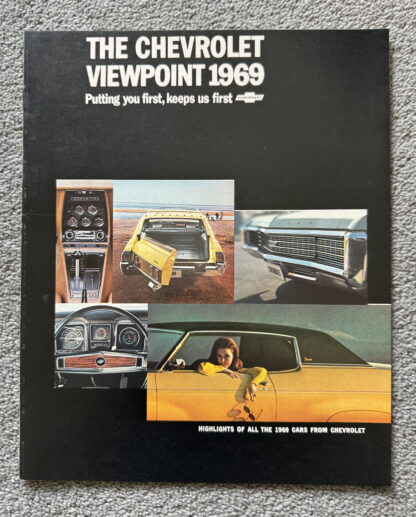 THE CHEVROLET
VIEWPOINT 1969
Putting you first, keeps us first
HIGHLIGHTS OF ALL THE 1969 CARS FROM CHEVROLET